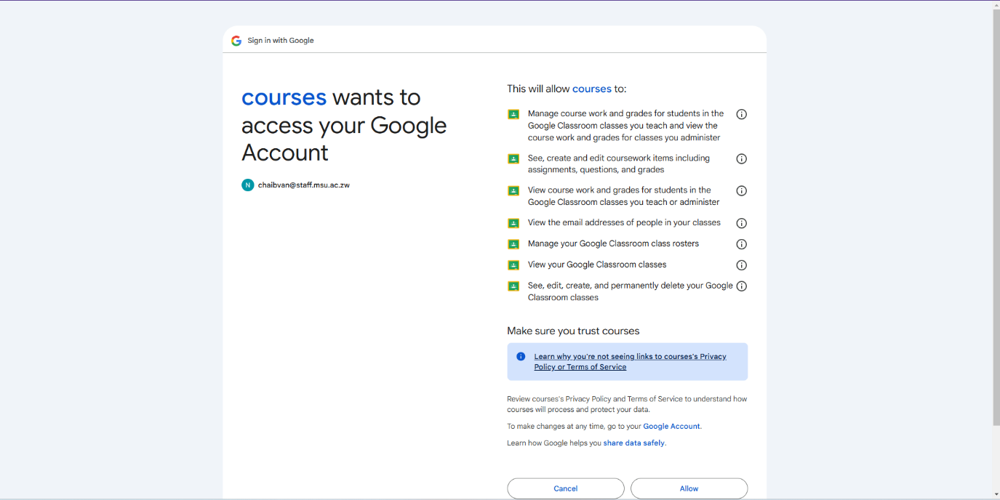 Sign in with Google
courses wants to
access your Google
Account
N chaibvan@staff.msu.ac.zw
This will allow courses to:
Manage course work and grades for students in the
Google Classroom classes you teach and view the
course work and grades for classes you administer
See, create and edit coursework items including
assignments, questions, and grades
View course work and grades for students in the
Google Classroom classes you teach or administer
View the email addresses of people in your classes
Manage your Google Classroom class rosters
View your Google Classroom classes
See, edit, create, and permanently delete your Google
Classroom classes
Make sure you trust courses
Learn why you're not seeing links to courses's Privacy
Policy or Terms of Service
Review courses's Privacy Policy and Terms of Service to understand how
courses will process and protect your data.
To make changes at any time, go to your Google Account.
Learn how Google helps you share data safely.
Cancel Allow